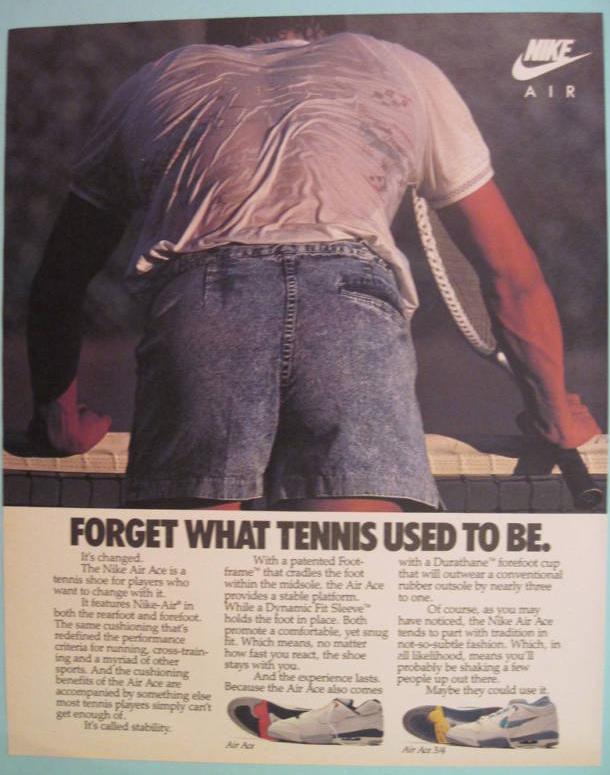 NIKE
AIR
FORGET WHAT TENNIS USED TO BE.
It's changed.
The Nike Air Ace is a
tennis shoe for players who
want to change with it.
It features Nike-Air® in
both the rearfoot and forefoot.
The same cushioning that's
redefined the performance
criteria for running, cross-train-
ing and a myriad of other
sports. And the cushioning
benefits of the Air Ace are
accompanied by something else
most tennis players simply can't
get enough of.
It's called stability.
With a patented Foot-
frame™ that cradles the foot
within the midsole, the Air Ace
provides a stable platform.
While a Dynamic Fit Sleeve™
holds the foot in place. Both
promote a comfortable, yet snug
fit. Which means, no matter
how fast you react, the shoe
stays with you.
And the experience lasts.
Because the Air Ace also comes
with a Durathane™ forefoot cup
that will outwear a conventional
rubber outsole by nearly three
to one.
Of course, as you may
have noticed, the Nike Air Ace
tends to part with tradition in
not-so-subtle fashion. Which, in
all likelihood, means you'll
probably be shaking a few
people up out there.
Maybe they could use it.
Air Ace
Air Ace 3/4